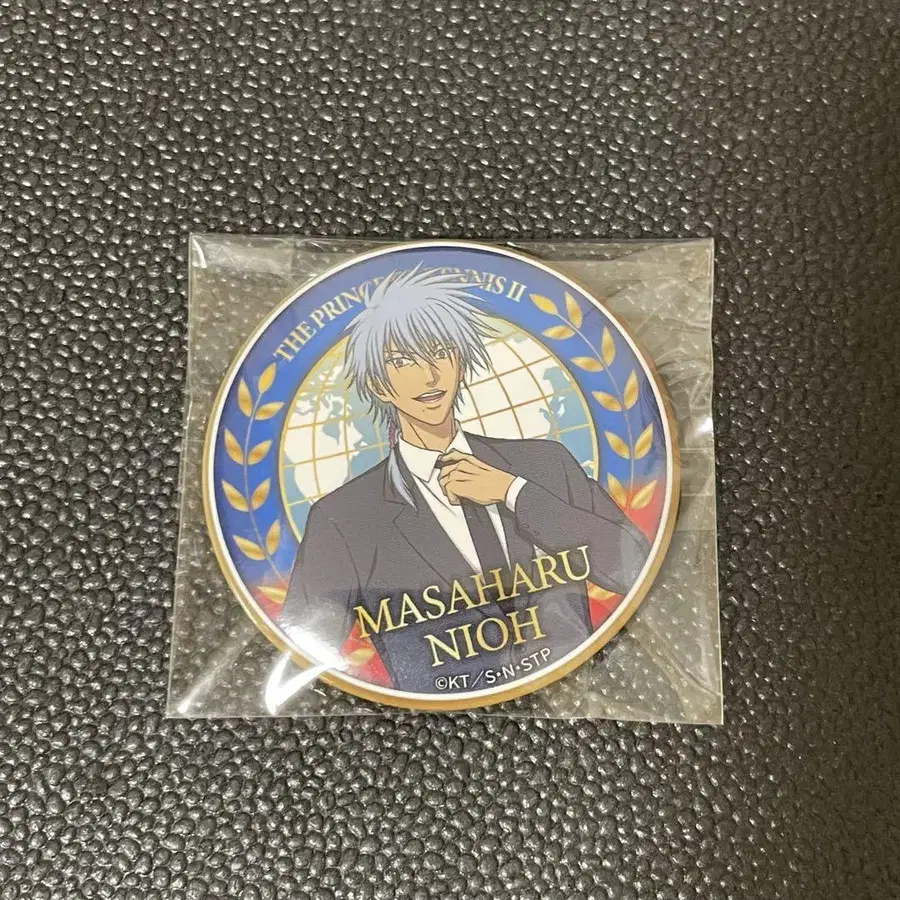 THE PRINCE OF TENNIS II
MASAHARU
NIOH
©KT/S・N・STP